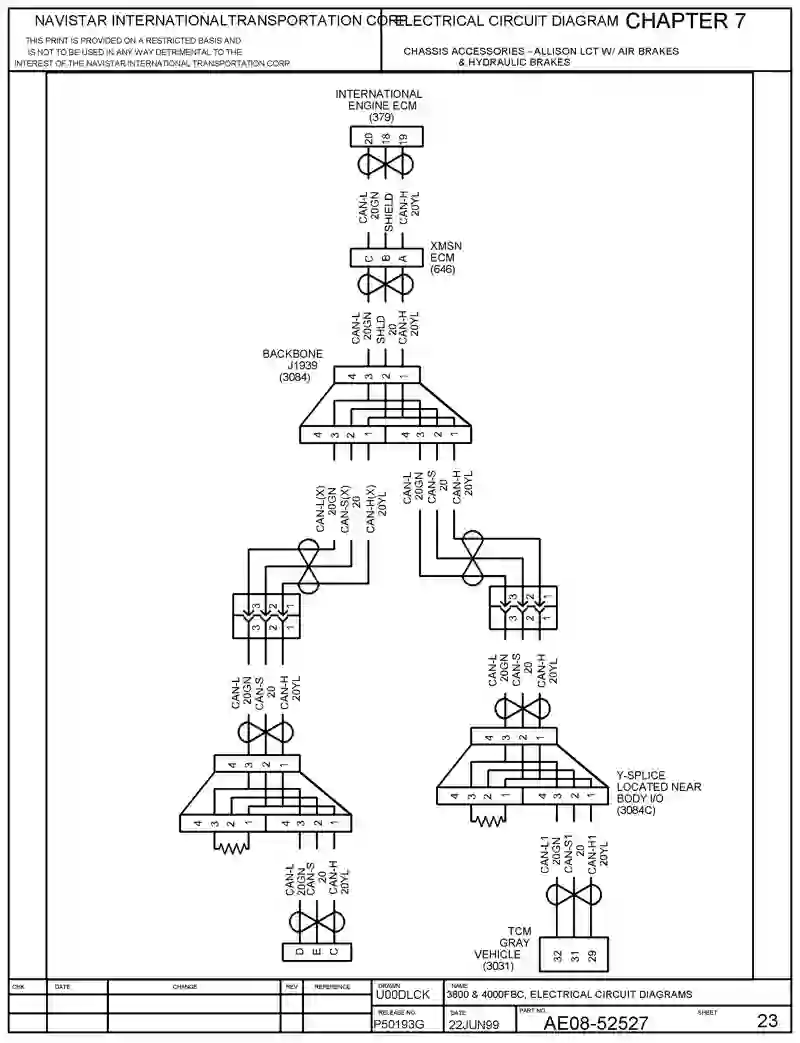 NAVISTAR INTERNATIONAL TRANSPORTATION CORP.
ELECTRICAL CIRCUIT DIAGRAM CHAPTER 7
THIS PRINT IS PROVIDED ON A RESTRICTED BASIS AND
IS NOT TO BE USED IN ANY WAY DETRIMENTAL TO THE
INTEREST OF THE NAVISTAR INTERNATIONAL TRANSPORTATION CORP.
CHASSIS ACCESSORIES - ALLISON LCT W/ AIR BRAKES
& HYDRAULIC BRAKES
INTERNATIONAL
ENGINE ECM
(379)
20 18 19
CAN-L
20GN
SHIELD
CAN-H
20YL
C B A
XMSN
ECM
(646)
CAN-L
20GN
SHLD
20
CAN-H
20YL
BACKBONE
J1939
(3084)
4 3 2 1
4 3 2 1 4 3 2 1
CAN-L(X)
20GN
CAN-S(X)
20
CAN-H(X)
20YL
CAN-L
20GN
CAN-S
20
CAN-H
20YL
3 2 1
3 2 1
3 2 1
3 2 1
CAN-L
20GN
CAN-S
20
CAN-H
20YL
CAN-L
20GN
CAN-S
20
CAN-H
20YL
4 3 2 1
4 3 2 1 4 3 2 1
4 3 2 1
4 3 2 1 4 3 2 1
Y-SPLICE
LOCATED NEAR
BODY I/O
(3084C)
CAN-L
20GN
CAN-S
20
CAN-H
20YL
D E C
CAN-L1
20GN
CAN-S1
20
CAN-H1
20YL
TCM
GRAY
VEHICLE
(3031)
32 31 29
CHK DATE CHANGE REV REFERENCE
DRAWN
U00DLCK
NAME
3800 & 4000FBC, ELECTRICAL CIRCUIT DIAGRAMS
RELEASE NO.
P50193G
DATE
22JUN99
PART NO.
AE08-52527
SHEET
23